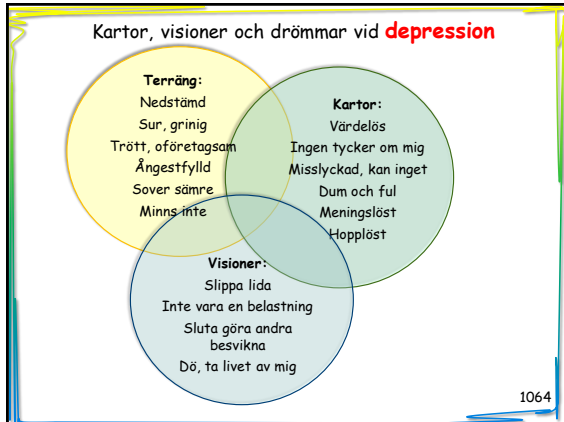 Kartor, visioner och drömmar vid depression
Terräng:
Nedstämd
Sur, grinig
Trött, oföretagsam
Ångestfylld
Sover sämre
Minns inte
Kartor:
Värdelös
Ingen tycker om mig
Misslyckad, kan inget
Dum och ful
Meningslöst
Hopplöst
Visioner:
Slippa lida
Inte vara en belastning
Sluta göra andra
besvikna
Dö, ta livet av mig
1064